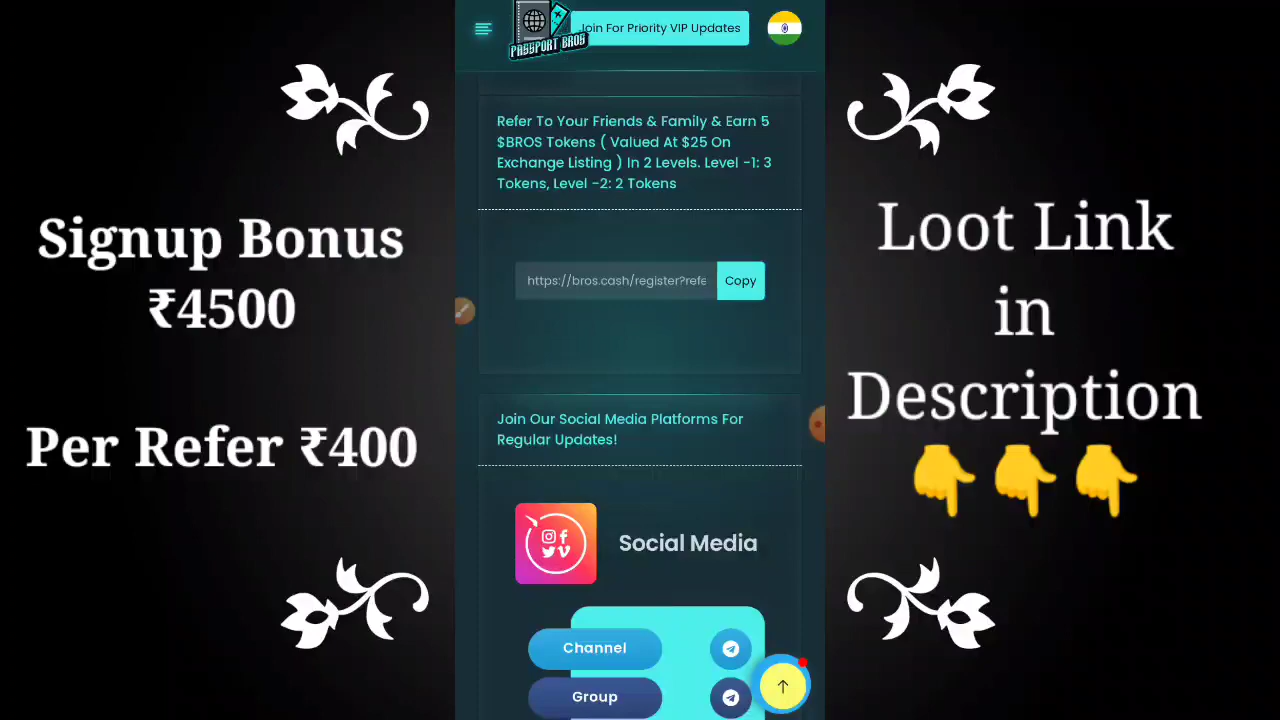 Signup Bonus
₹4500
Per Refer ₹400
PASSPORT BROS
Join For Priority VIP Updates
Refer To Your Friends & Family & Earn 5
$BROS Tokens ( Valued At $25 On
Exchange Listing ) In 2 Levels. Level -1: 3
Tokens, Level -2: 2 Tokens
https://bros.cash/register?refe
Copy
Join Our Social Media Platforms For
Regular Updates!
Social Media
Channel
Group
Loot Link
in
Description